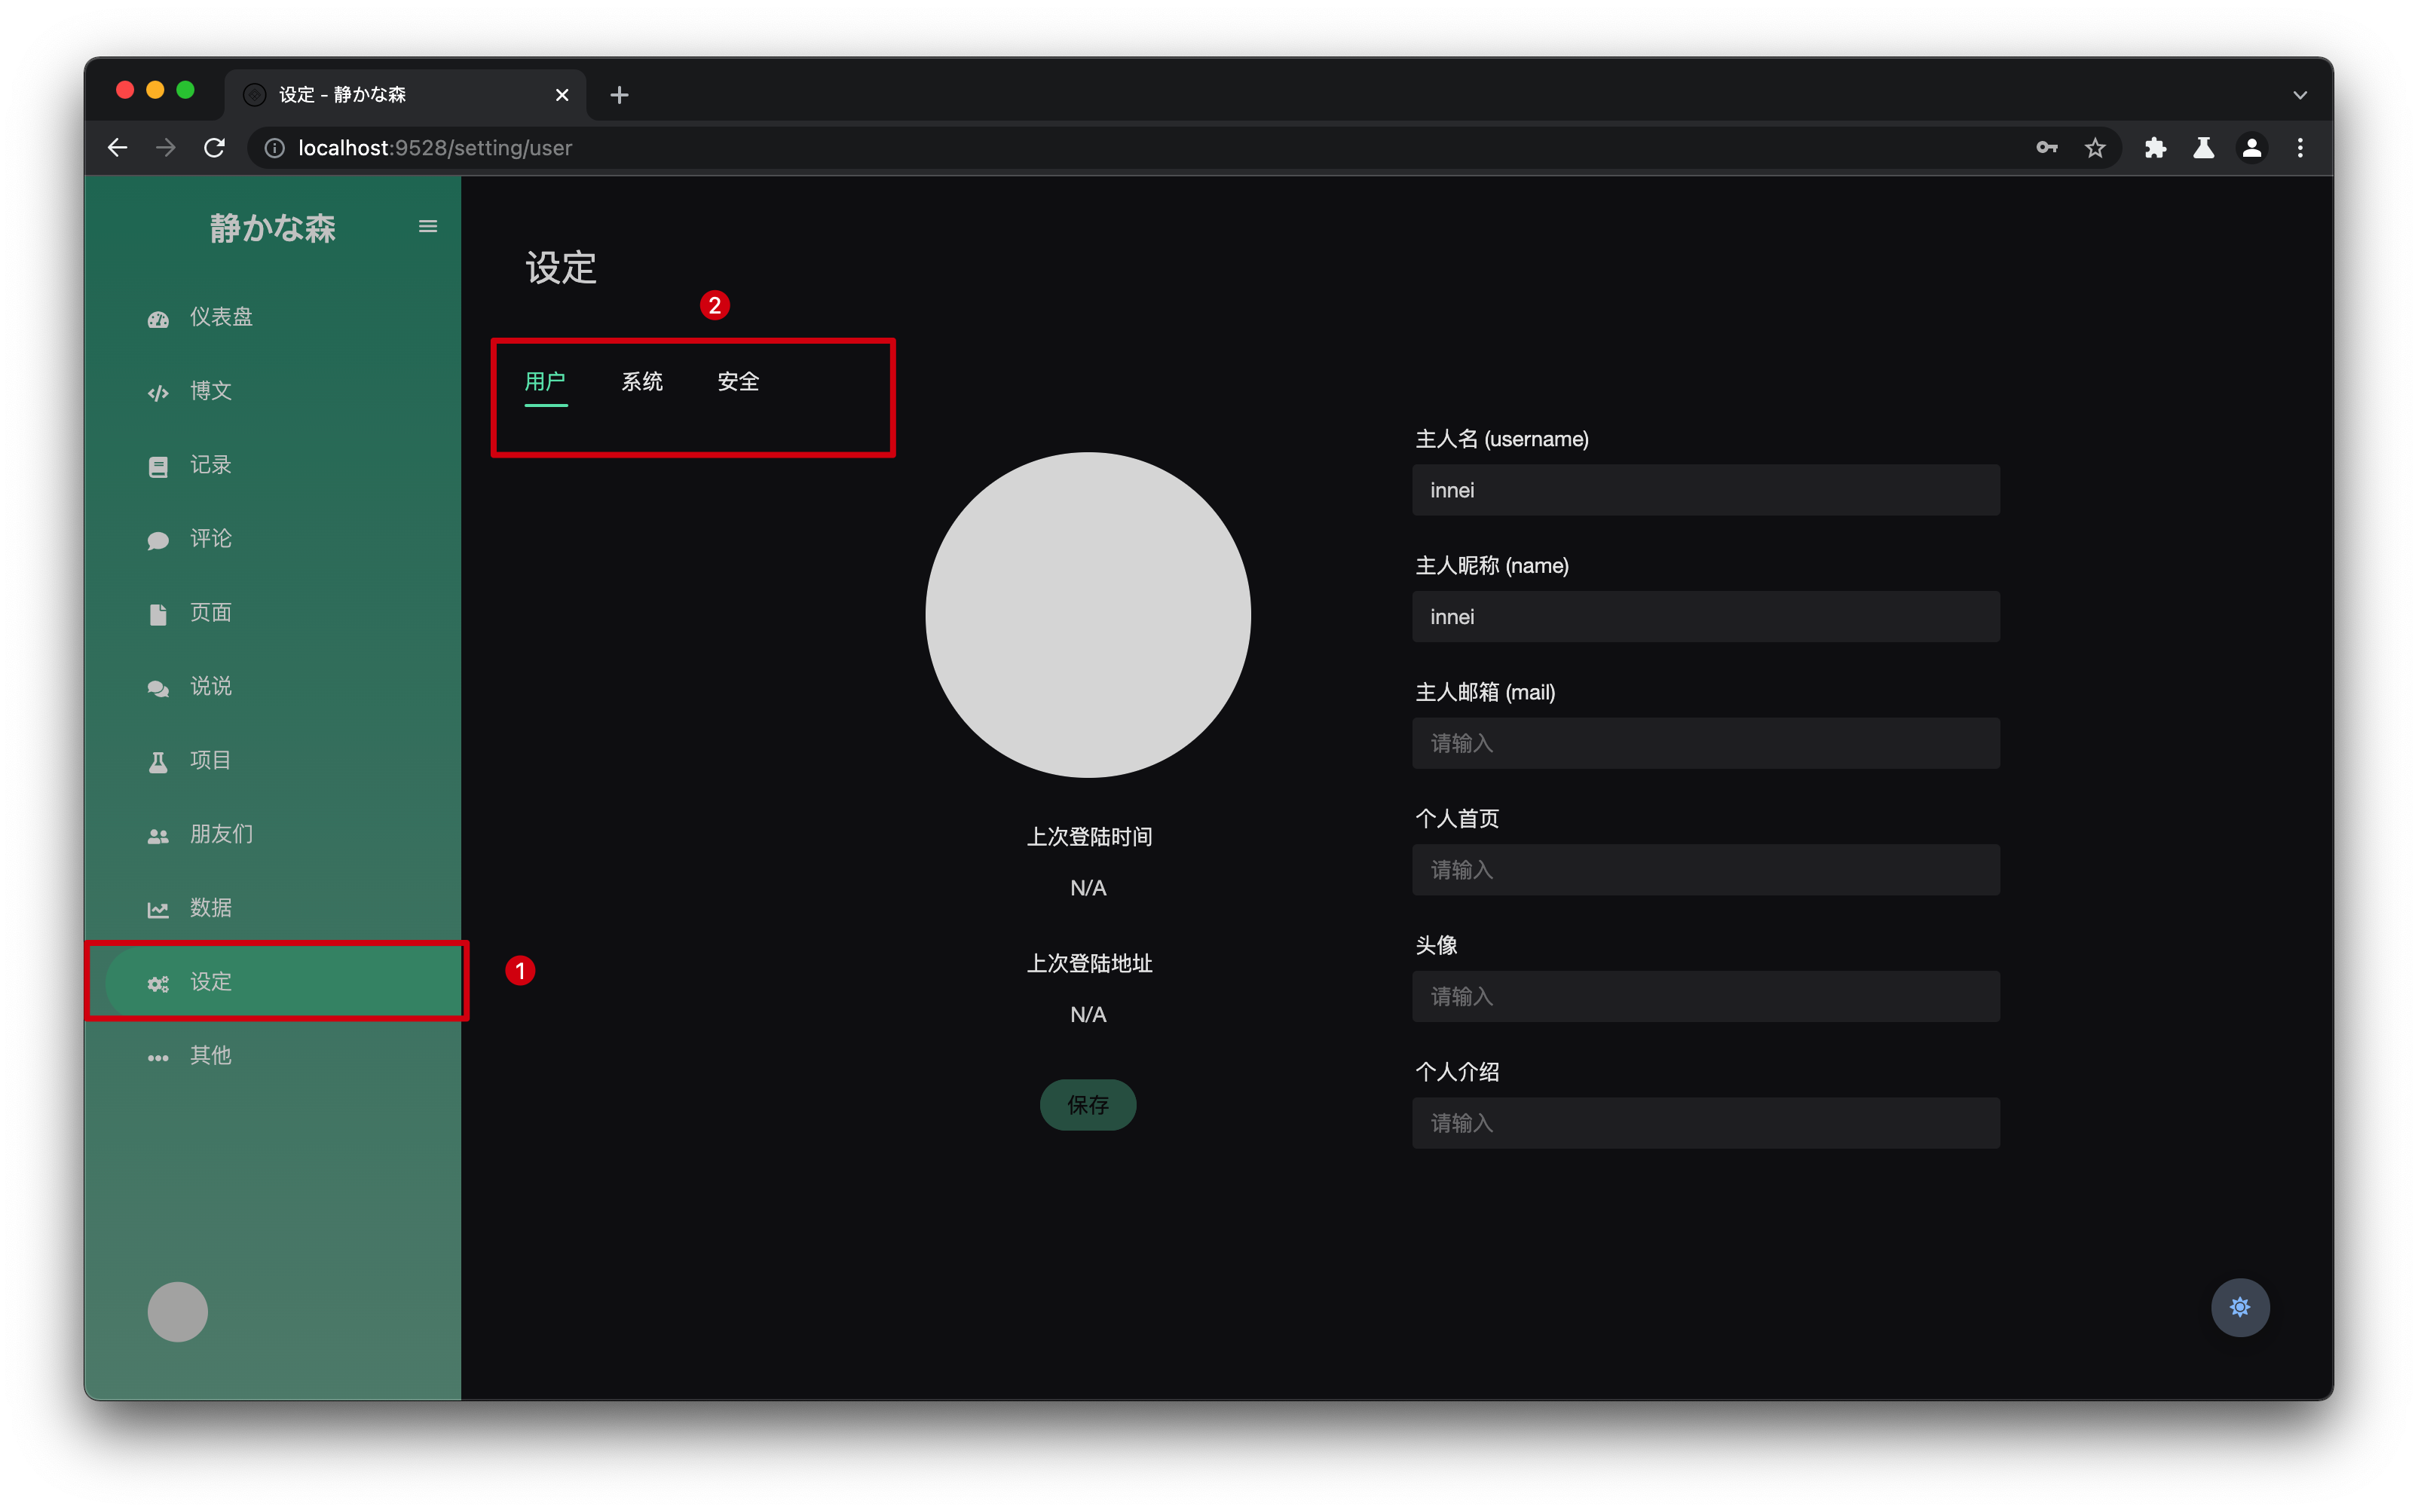 设定 - 静かな森
localhost:9528/setting/user
静かな森
仪表盘
博文
记录
评论
页面
说说
项目
朋友们
数据
设定
其他
1
设定
2
用户 系统 安全
上次登陆时间
N/A
上次登陆地址
N/A
保存
主人名 (username)
innei
主人昵称 (name)
innei
主人邮箱 (mail)
请输入
个人首页
请输入
头像
请输入
个人介绍
请输入